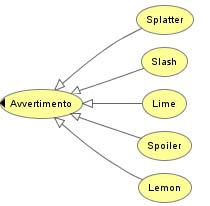 Splatter
Slash
Avvertimento
Lime
Spoiler
Lemon